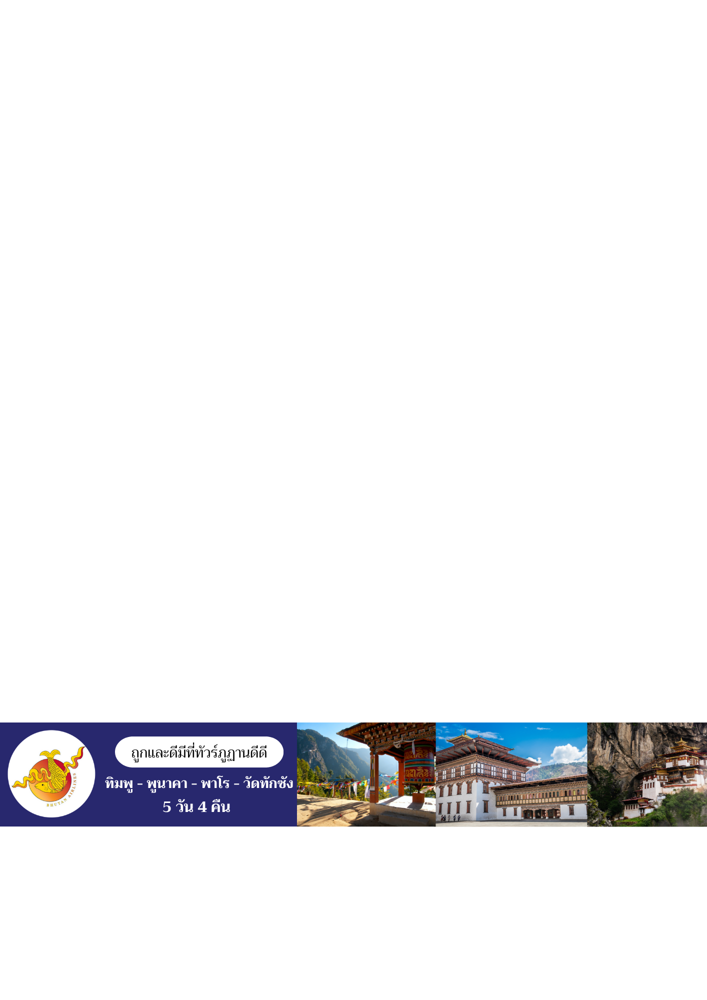 BHUTAN AIRLINES
ถูกและดีมีที่ทัวร์ภูฏานดีดี
ทิมพู - พูนาคา - พาโร - วัดทักซัง
5 วัน 4 คืน